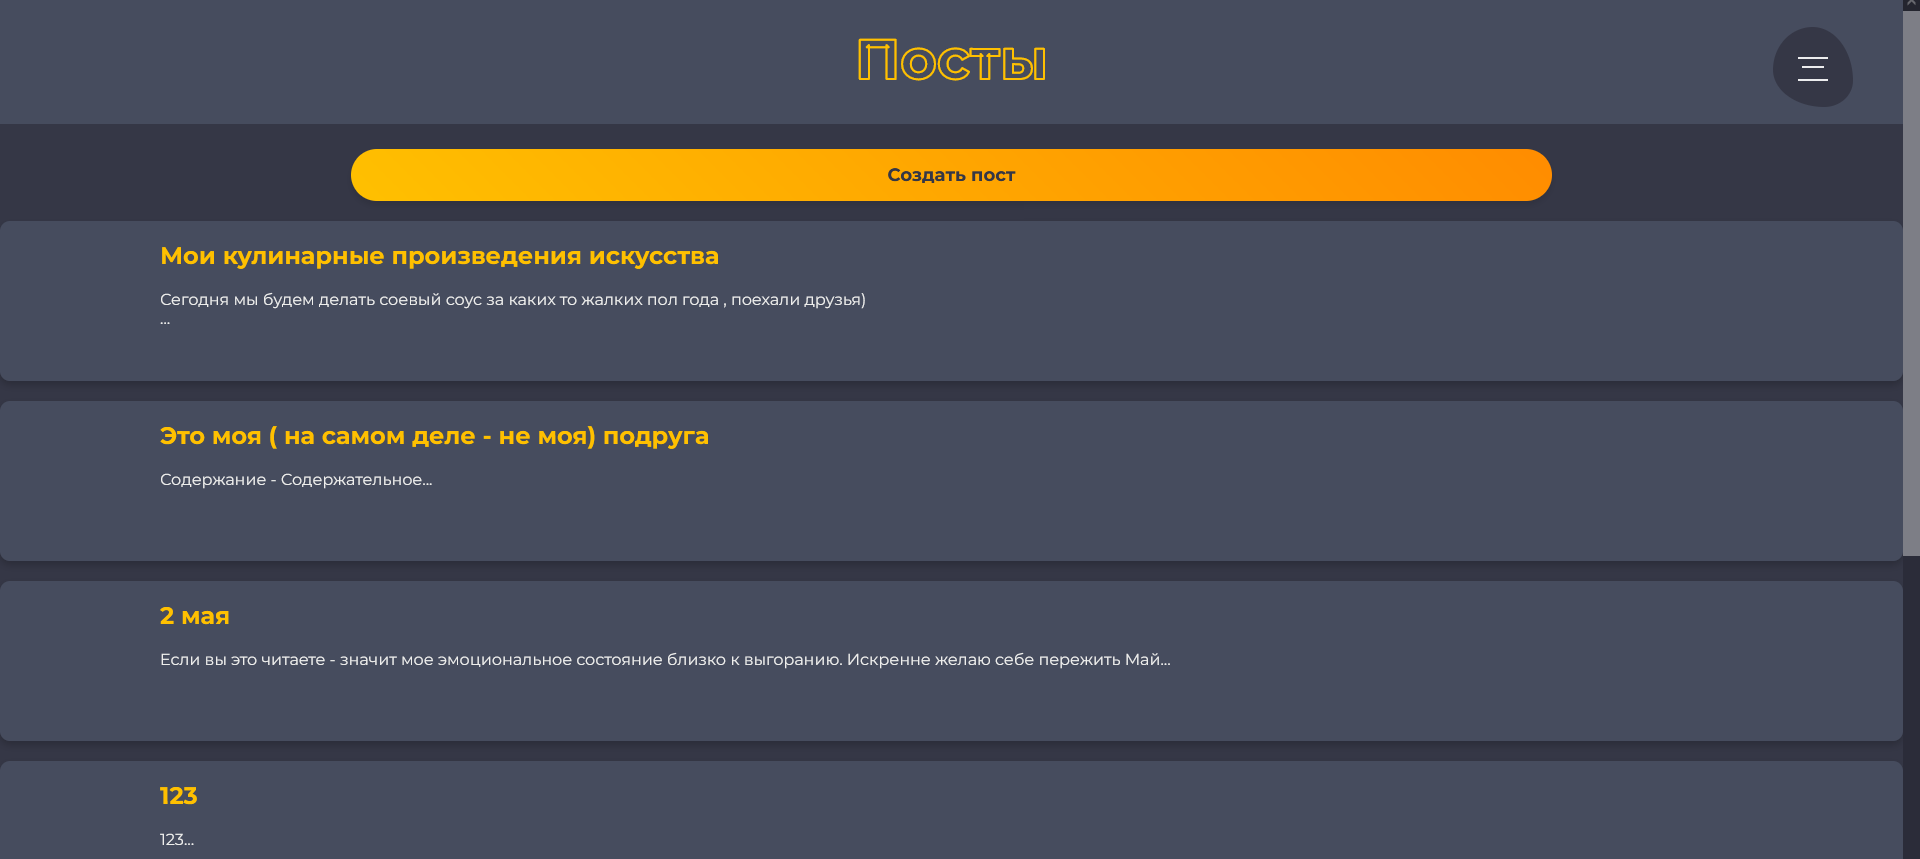 Посты
Создать пост
Мои кулинарные произведения искусства
Сегодня мы будем делать соевый соус за каких то жалких пол года , поехали друзья)
...
Это моя ( на самом деле - не моя) подруга
Содержание - Содержательное...
2 мая
Если вы это читаете - значит мое эмоциональное состояние близко к выгоранию. Искренне желаю себе пережить Май...
123
123...